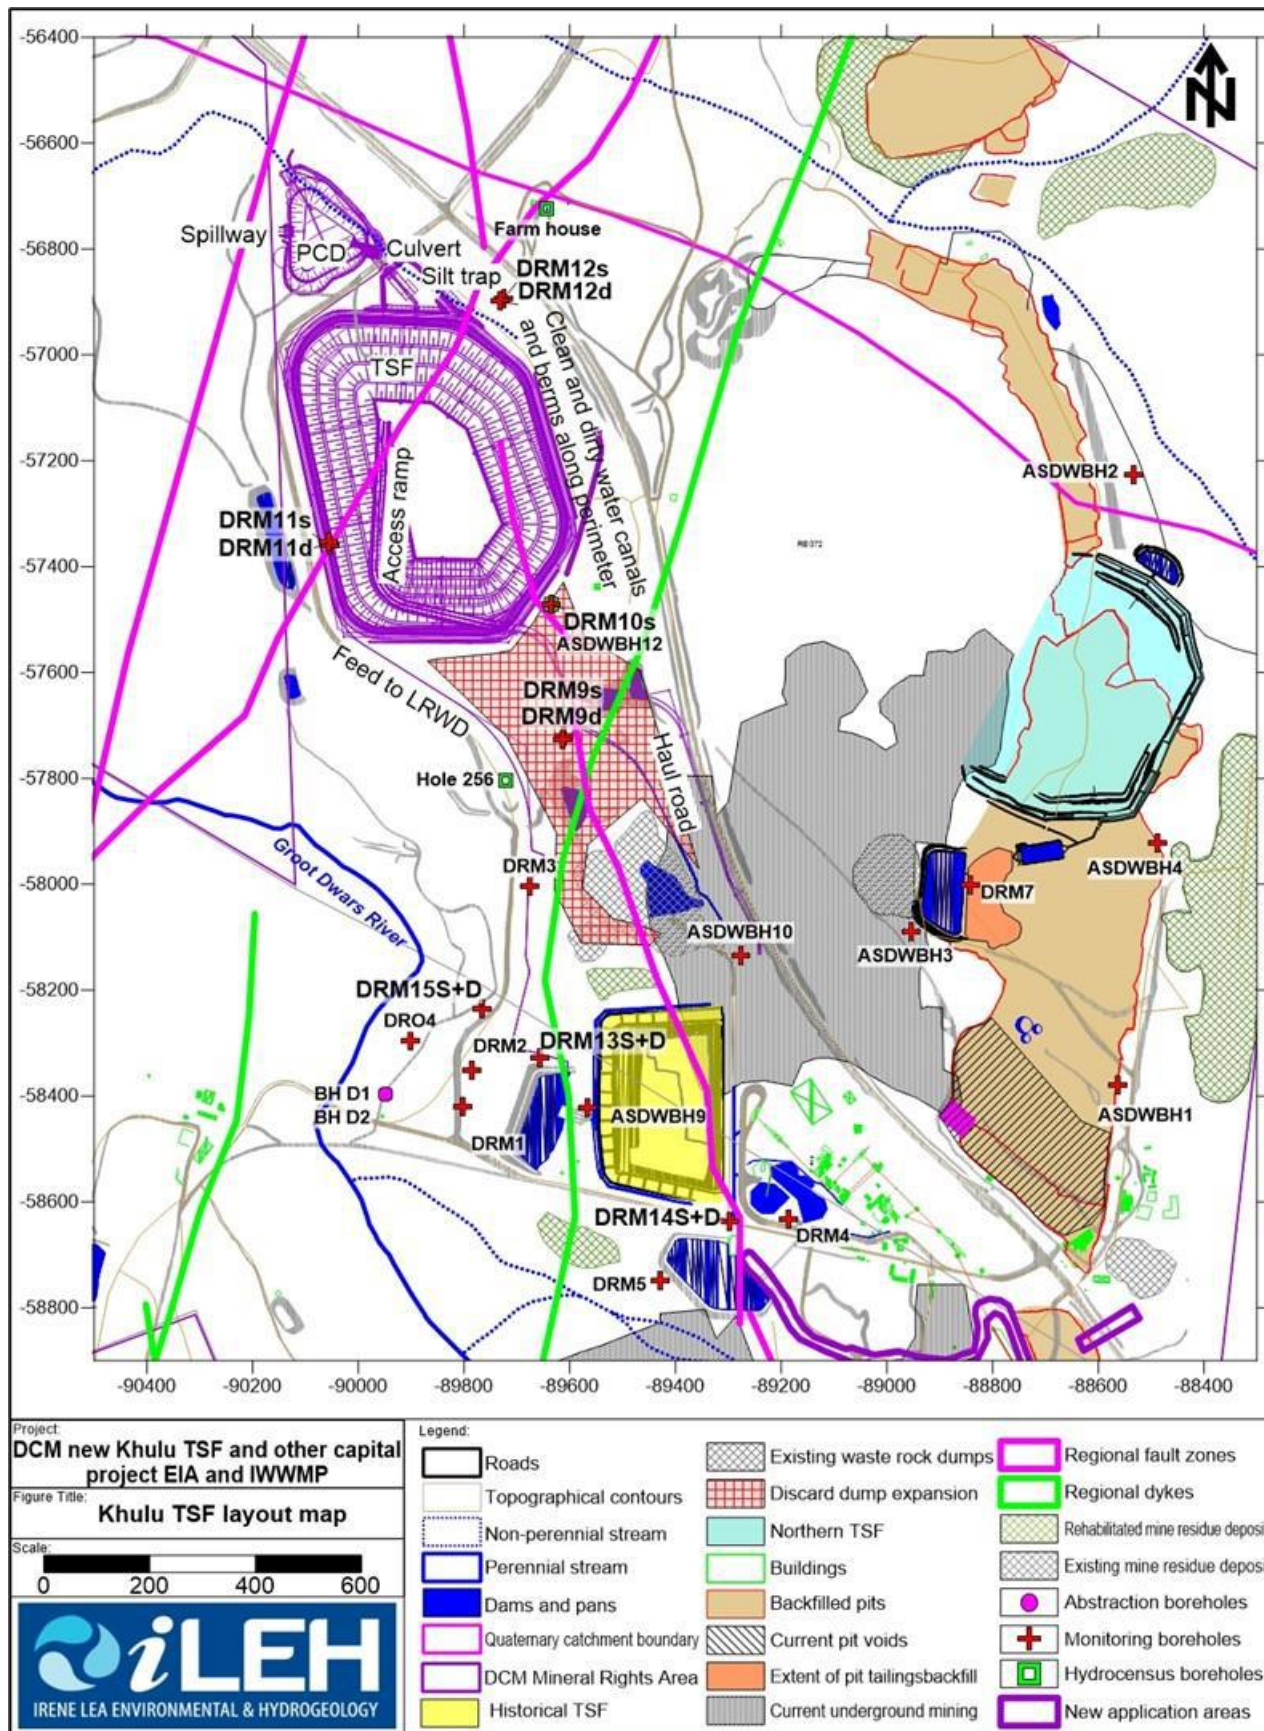 -56400
-56600
-56800
-57000
-57200
-57400
-57600
-57800
-58000
-58200
-58400
-58600
-58800
-90400
-90200
-90000
-89800
-89600
-89400
-89200
-89000
-88800
-88600
-88400
N
Spillway
PCD
Culvert
Silt trap
Farm house
DRM12s
DRM12d
TSF
Clean and dirty water canals
and berms along perimeter
Access ramp
DRM11s
DRM11d
ASDWBH2
DRM10s
ASDWBH12
Feed to LRWD
DRM9s
DRM9d
Haul road
Hole 256
Groot Dwars River
DRM3
ASDWBH10
ASDWBH3
DRM7
ASDWBH4
DRM15S+D
DRO4
DRM2
DRM13S+D
BH D1
BH D2
DRM1
ASDWBH9
ASDWBH1
DRM14S+D
DRM4
DRM5
Project:
DCM new Khulu TSF and other capital
project EIA and IWWMP
Figure Title:
Khulu TSF layout map
Scale:
0 200 400 600
iLEH
IRENE LEA ENVIRONMENTAL & HYDROGEOLOGY
Legend:
Roads
Topographical contours
Non-perennial stream
Perennial stream
Dams and pans
Quaternary catchment boundary
DCM Mineral Rights Area
Historical TSF
Existing waste rock dumps
Discard dump expansion
Northern TSF
Buildings
Backfilled pits
Current pit voids
Extent of pit tailingsbackfill
Current underground mining
Regional fault zones
Regional dykes
Rehabilitated mine residue deposi
Existing mine residue deposi
Abstraction boreholes
Monitoring boreholes
Hydrocensus boreholes
New application areas